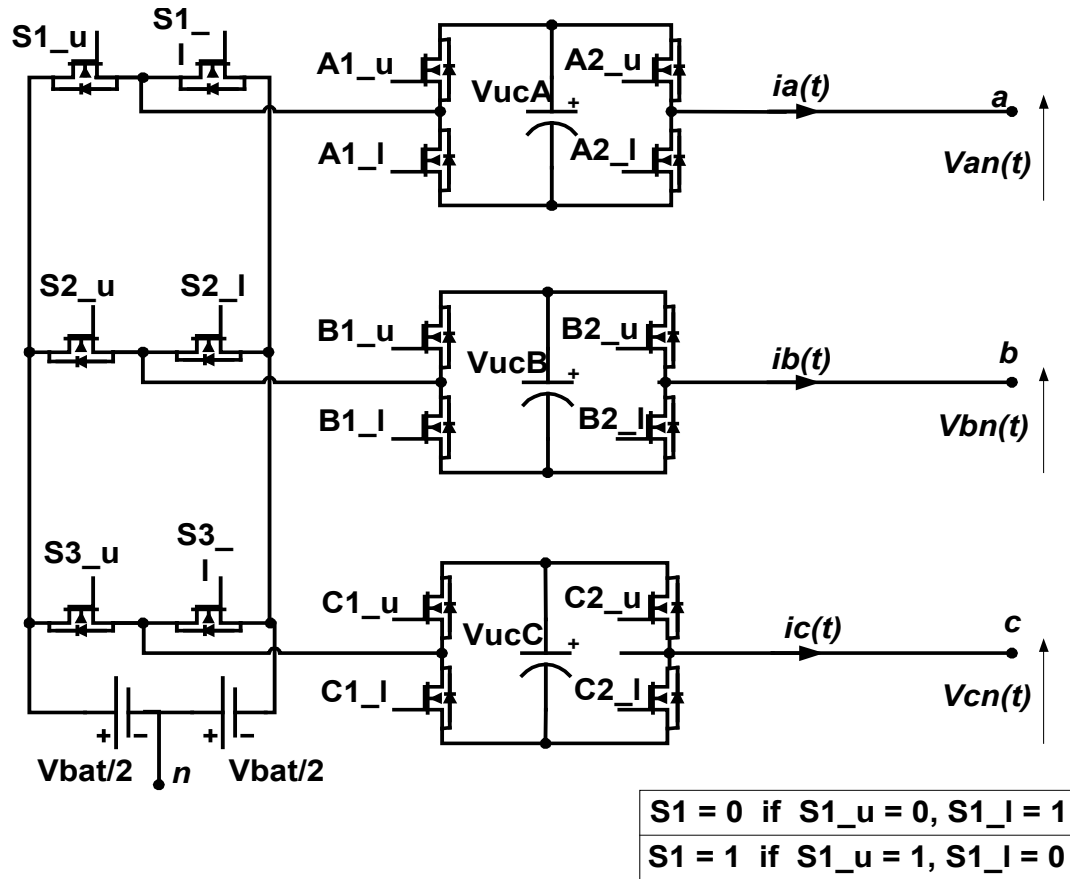 S1_u
S1_
l
A1_u
VucA
+
A2_u
ia(t)
a
A1_l
A2_l
Van(t)
S2_u
S2_l
B1_u
VucB
+
B2_u
ib(t)
b
B1_l
B2_l
Vbn(t)
S3_u
S3_
l
C1_u
VucC
+
C2_u
ic(t)
c
C1_l
C2_l
Vcn(t)
+ − + −
Vbat/2 n Vbat/2
S1 = 0 if S1_u = 0, S1_l = 1
S1 = 1 if S1_u = 1, S1_l = 0